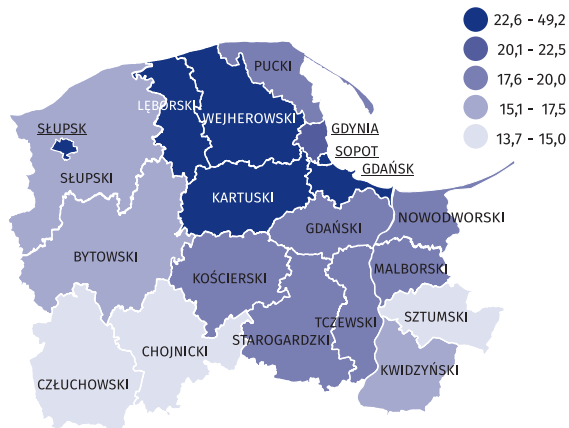 22,6 - 49,2
20,1 - 22,5
17,6 - 20,0
15,1 - 17,5
13,7 - 15,0
PUCKI
LĘBORSKI
WEJHEROWSKI
SŁUPSK
GDYNIA
SOPOT
GDAŃSK
SŁUPSKI
KARTUSKI
NOWODWORSKI
GDAŃSKI
BYTOWSKI
MALBORSKI
KOŚCIERSKI
SZTUMSKI
TCZEWSKI
STAROGARDZKI
CHOJNICKI
KWIDZYŃSKI
CZŁUCHOWSKI